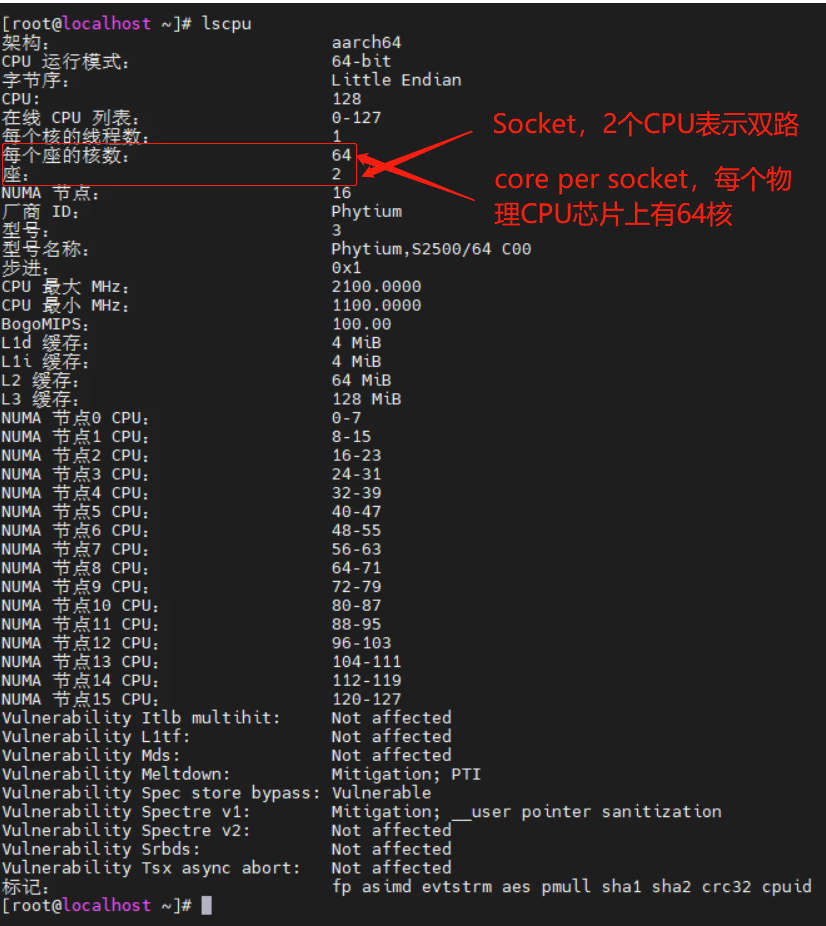 [root@localhost ~]# lscpu
架构： aarch64
CPU 运行模式： 64-bit
字节序： Little Endian
CPU: 128
在线 CPU 列表： 0-127
每个核的线程数： 1
每个座的核数： 64
座： 2
Socket，2个CPU表示双路
core per socket，每个物
理CPU芯片上有64核
NUMA 节点： 16
厂商 ID： Phytium
型号： 3
型号名称： Phytium,S2500/64 C00
步进： 0x1
CPU 最大 MHz： 2100.0000
CPU 最小 MHz： 1100.0000
BogoMIPS： 100.00
L1d 缓存： 4 MiB
L1i 缓存： 4 MiB
L2 缓存： 64 MiB
L3 缓存： 128 MiB
NUMA 节点0 CPU： 0-7
NUMA 节点1 CPU： 8-15
NUMA 节点2 CPU： 16-23
NUMA 节点3 CPU： 24-31
NUMA 节点4 CPU： 32-39
NUMA 节点5 CPU： 40-47
NUMA 节点6 CPU： 48-55
NUMA 节点7 CPU： 56-63
NUMA 节点8 CPU： 64-71
NUMA 节点9 CPU： 72-79
NUMA 节点10 CPU： 80-87
NUMA 节点11 CPU： 88-95
NUMA 节点12 CPU： 96-103
NUMA 节点13 CPU： 104-111
NUMA 节点14 CPU： 112-119
NUMA 节点15 CPU： 120-127
Vulnerability Itlb multihit: Not affected
Vulnerability L1tf: Not affected
Vulnerability Mds: Not affected
Vulnerability Meltdown: Mitigation; PTI
Vulnerability Spec store bypass: Vulnerable
Vulnerability Spectre v1: Mitigation; __user pointer sanitization
Vulnerability Spectre v2: Not affected
Vulnerability Srbds: Not affected
Vulnerability Tsx async abort: Not affected
标记： fp asimd evtstrm aes pmull sha1 sha2 crc32 cpuid
[root@localhost ~]#